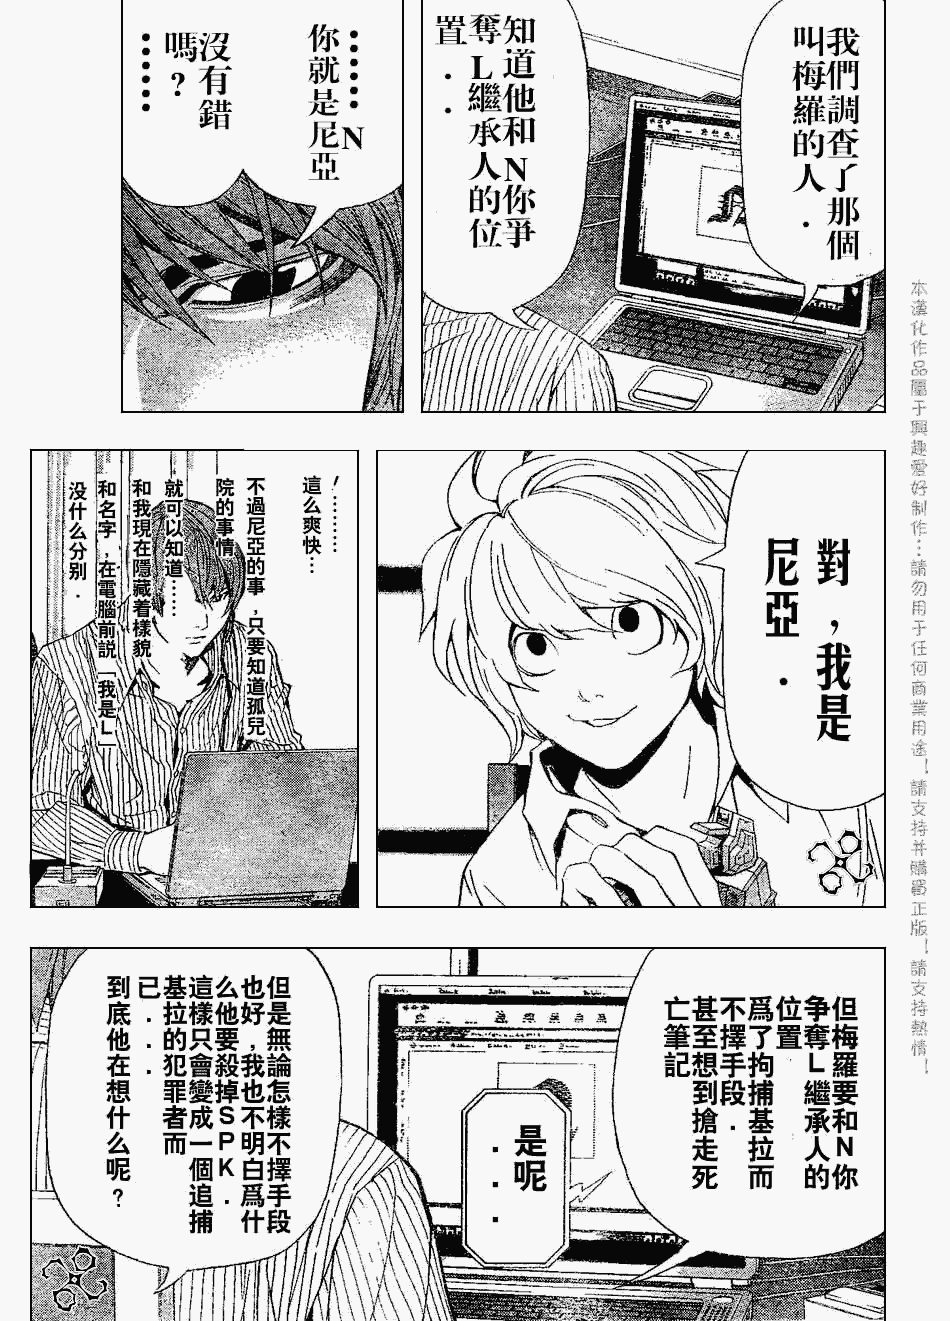 我們調查了那個
叫梅羅的人．
知道他和N你爭
奪L繼承人的位
置．．
‥‥‥N
你就是尼亞
沒有錯
嗎？
‥‥‥
對，我是
尼亞．
！………
這么爽快…
不過尼亞的事，只要知道孤兒
院的事情
就可以知道……
和我現在隱藏着樣貌
和名字，在電腦前説「我是L」
没什么分别．
但梅羅要和N你
争奪L繼承人的
位置
爲了拘捕基拉而
不擇手段．
甚至想到搶走死
亡筆記
是呢
．．．
但是無論怎樣不擇手段
也好，我也不明白爲什
么他要殺掉SPK．
這樣只會變成一個追捕
基拉的犯罪者而
已．．．
到底他在想什么呢？
本漢化作品屬于興趣愛好制作…請勿用于任何商業用途！請支持并購買正版！請支持熱情！